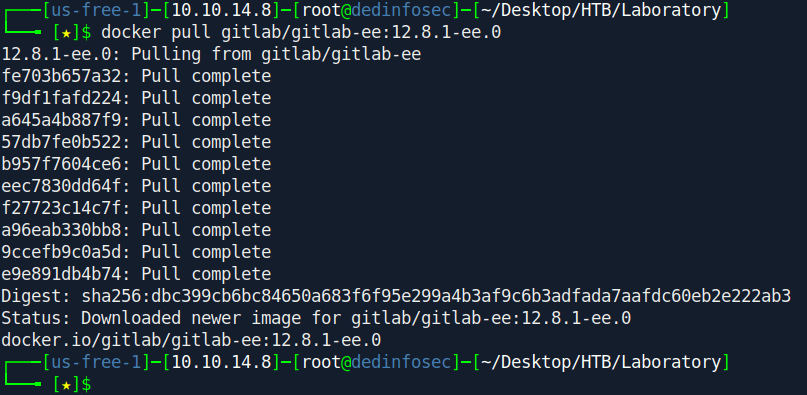 ┌──[us-free-1]─[10.10.14.8]─[root@dedinfosec]─[~/Desktop/HTB/Laboratory]
└──╼ [★]$ docker pull gitlab/gitlab-ee:12.8.1-ee.0
12.8.1-ee.0: Pulling from gitlab/gitlab-ee
fe703b657a32: Pull complete
f9df1fafd224: Pull complete
a645a4b887f9: Pull complete
57db7fe0b522: Pull complete
b957f7604ce6: Pull complete
eec7830dd64f: Pull complete
f27723c14c7f: Pull complete
a96eab330bb8: Pull complete
9ccefb9c0a5d: Pull complete
e9e891db4b74: Pull complete
Digest: sha256:dbc399cb6bc84650a683f6f95e299a4b3af9c6b3adfada7aafdc60eb2e222ab3
Status: Downloaded newer image for gitlab/gitlab-ee:12.8.1-ee.0
docker.io/gitlab/gitlab-ee:12.8.1-ee.0
┌──[us-free-1]─[10.10.14.8]─[root@dedinfosec]─[~/Desktop/HTB/Laboratory]
└──╼ [★]$